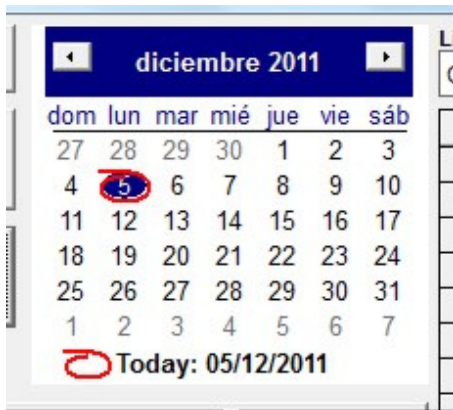 diciembre 2011
dom lun mar mié jue vie sáb
27 28 29 30 1 2 3
4 5 6 7 8 9 10
11 12 13 14 15 16 17
18 19 20 21 22 23 24
25 26 27 28 29 30 31
1 2 3 4 5 6 7
Today: 05/12/2011